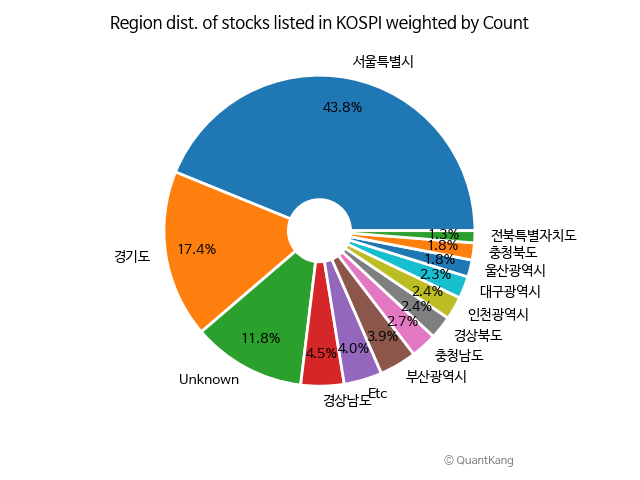 Region dist. of stocks listed in KOSPI weighted by Count
서울특별시
43.8%
경기도
17.4%
Unknown
11.8%
경상남도
4.5%
Etc
4.0%
부산광역시
3.9%
충청남도
2.7%
경상북도
2.4%
인천광역시
2.4%
대구광역시
2.3%
울산광역시
1.8%
충청북도
1.8%
전북특별자치도
1.3%
© QuantKang